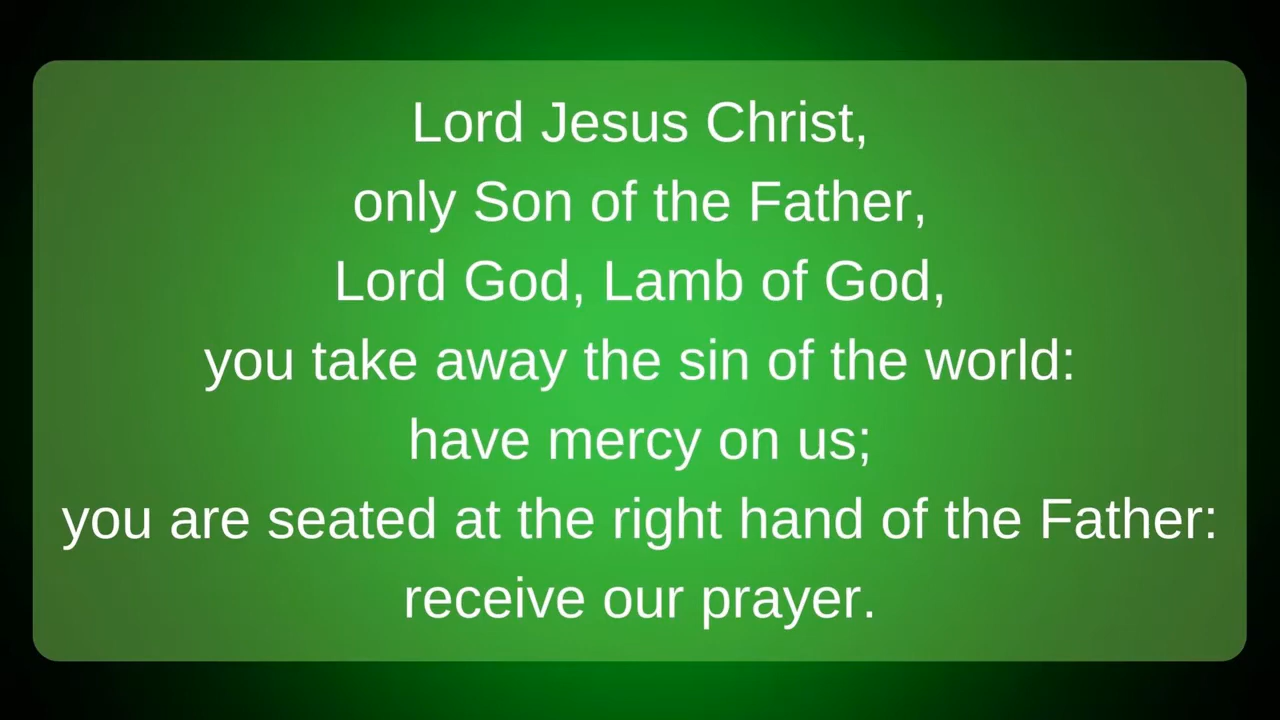 Lord Jesus Christ,
only Son of the Father,
Lord God, Lamb of God,
you take away the sin of the world:
have mercy on us;
you are seated at the right hand of the Father:
receive our prayer.